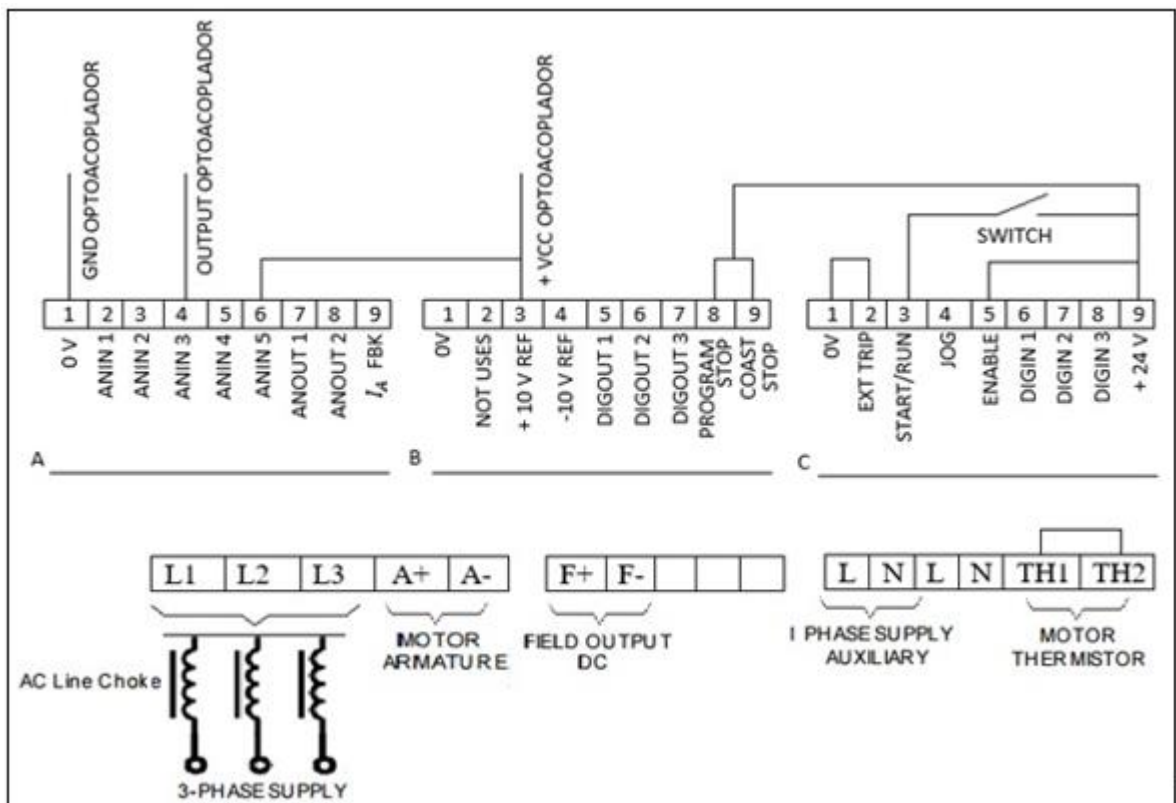 GND OPTOACOPLADOR
OUTPUT OPTOACOPLADOR
+ VCC OPTOACOPLADOR
SWITCH
1 2 3 4 5 6 7 8 9
0 V
ANIN 1
ANIN 2
ANIN 3
ANIN 4
ANIN 5
ANOUT 1
ANOUT 2
I_A FBK
1 2 3 4 5 6 7 8 9
0V
NOT USES
+ 10 V REF
-10 V REF
DIGOUT 1
DIGOUT 2
DIGOUT 3
PROGRAM
STOP
COAST
STOP
1 2 3 4 5 6 7 8 9
0V
EXT TRIP
START/RUN
JOG
ENABLE
DIGIN 1
DIGIN 2
DIGIN 3
+ 24 V
A
B
C
L1 L2 L3 A+ A-
F+ F-
L N L N TH1 TH2
MOTOR
ARMATURE
FIELD OUTPUT
DC
I PHASE SUPPLY
AUXILIARY
MOTOR
THERMISTOR
AC Line Choke
3-PHASE SUPPLY